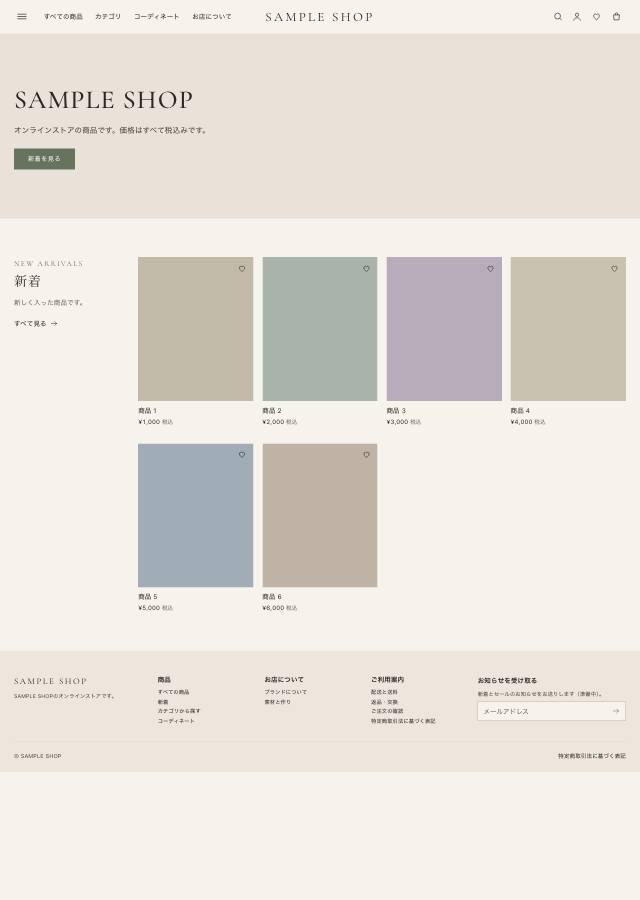 すべての商品 カテゴリ コーディネート お店について SAMPLE SHOP
SAMPLE SHOP
オンラインストアの商品です。価格はすべて税込みです。
新着を見る
NEW ARRIVALS
新着
新しく入った商品です。
すべて見る →
商品 1
¥1,000 税込
商品 2
¥2,000 税込
商品 3
¥3,000 税込
商品 4
¥4,000 税込
商品 5
¥5,000 税込
商品 6
¥6,000 税込
SAMPLE SHOP
SAMPLE SHOPのオンラインストアです。
商品
すべての商品
新着
カテゴリから探す
コーディネート
お店について
ブランドについて
素材と作り
ご利用案内
配送と送料
返品・交換
ご注文の確認
特定商取引法に基づく表記
お知らせを受け取る
新着とセールのお知らせをお送りします（準備中）。
メールアドレス →
© SAMPLE SHOP
特定商取引法に基づく表記